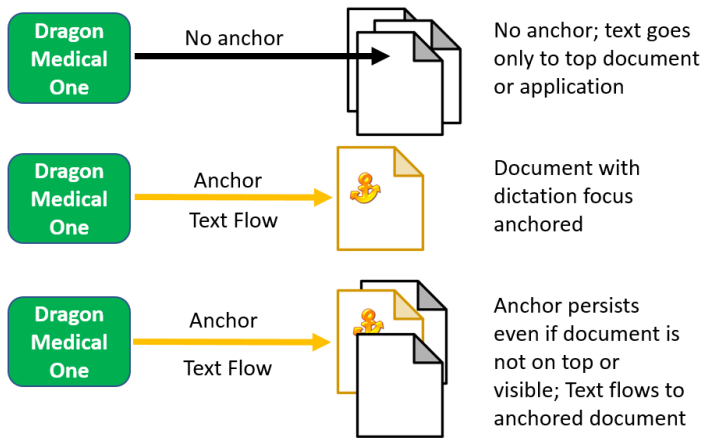 Dragon
Medical
One
No anchor
No anchor; text goes
only to top document
or application
Dragon
Medical
One
Anchor
Text Flow
Document with
dictation focus
anchored
Dragon
Medical
One
Anchor
Text Flow
Anchor persists
even if document is
not on top or
visible; Text flows to
anchored document